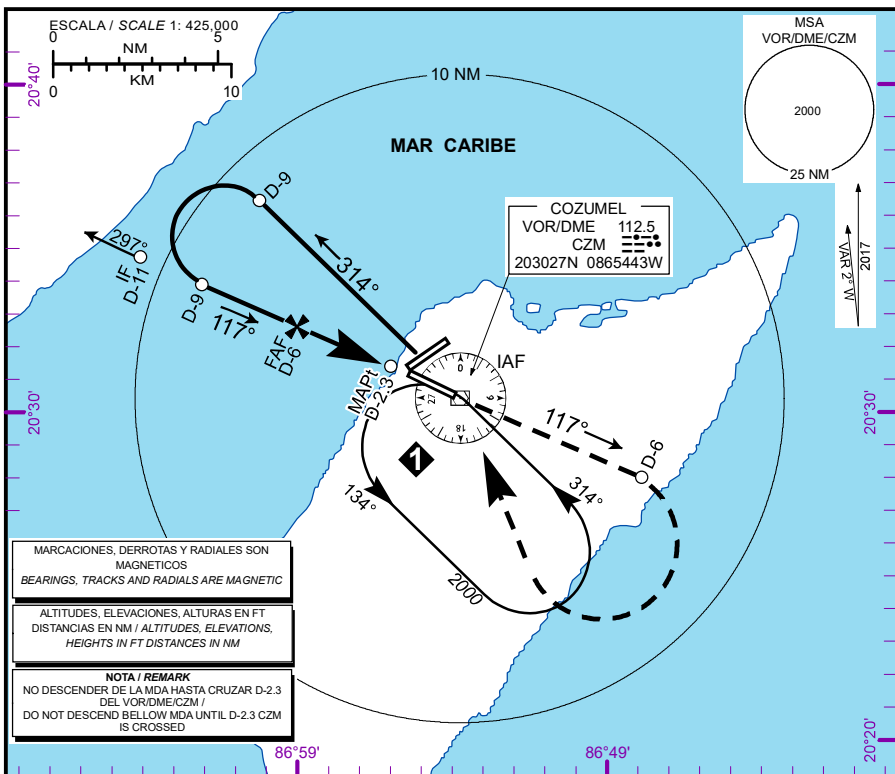 ESCALA / SCALE 1: 425,000
NM
0 5
KM
0 10
MSA
VOR/DME/CZM
2000
25 NM
2017
VAR 2° W
10 NM
MAR CARIBE
COZUMEL
VOR/DME 112.5
CZM
203027N 0865443W
IAF
D-9
314°
297°
IF
D-11
D-9
117°
FAF
D-6
MAPt
D-2.3
0
9
18
27
1
117°
D-6
134°
314°
2000
20°40'
20°30'
20°30'
20°20'
86°59'
86°49'
MARCACIONES, DERROTAS Y RADIALES SON
MAGNETICOS
BEARINGS, TRACKS AND RADIALS ARE MAGNETIC
ALTITUDES, ELEVACIONES, ALTURAS EN FT
DISTANCIAS EN NM / ALTITUDES, ELEVATIONS,
HEIGHTS IN FT DISTANCES IN NM
NOTA / REMARK
NO DESCENDER DE LA MDA HASTA CRUZAR D-2.3
DEL VOR/DME/CZM /
DO NOT DESCEND BELLOW MDA UNTIL D-2.3 CZM
IS CROSSED